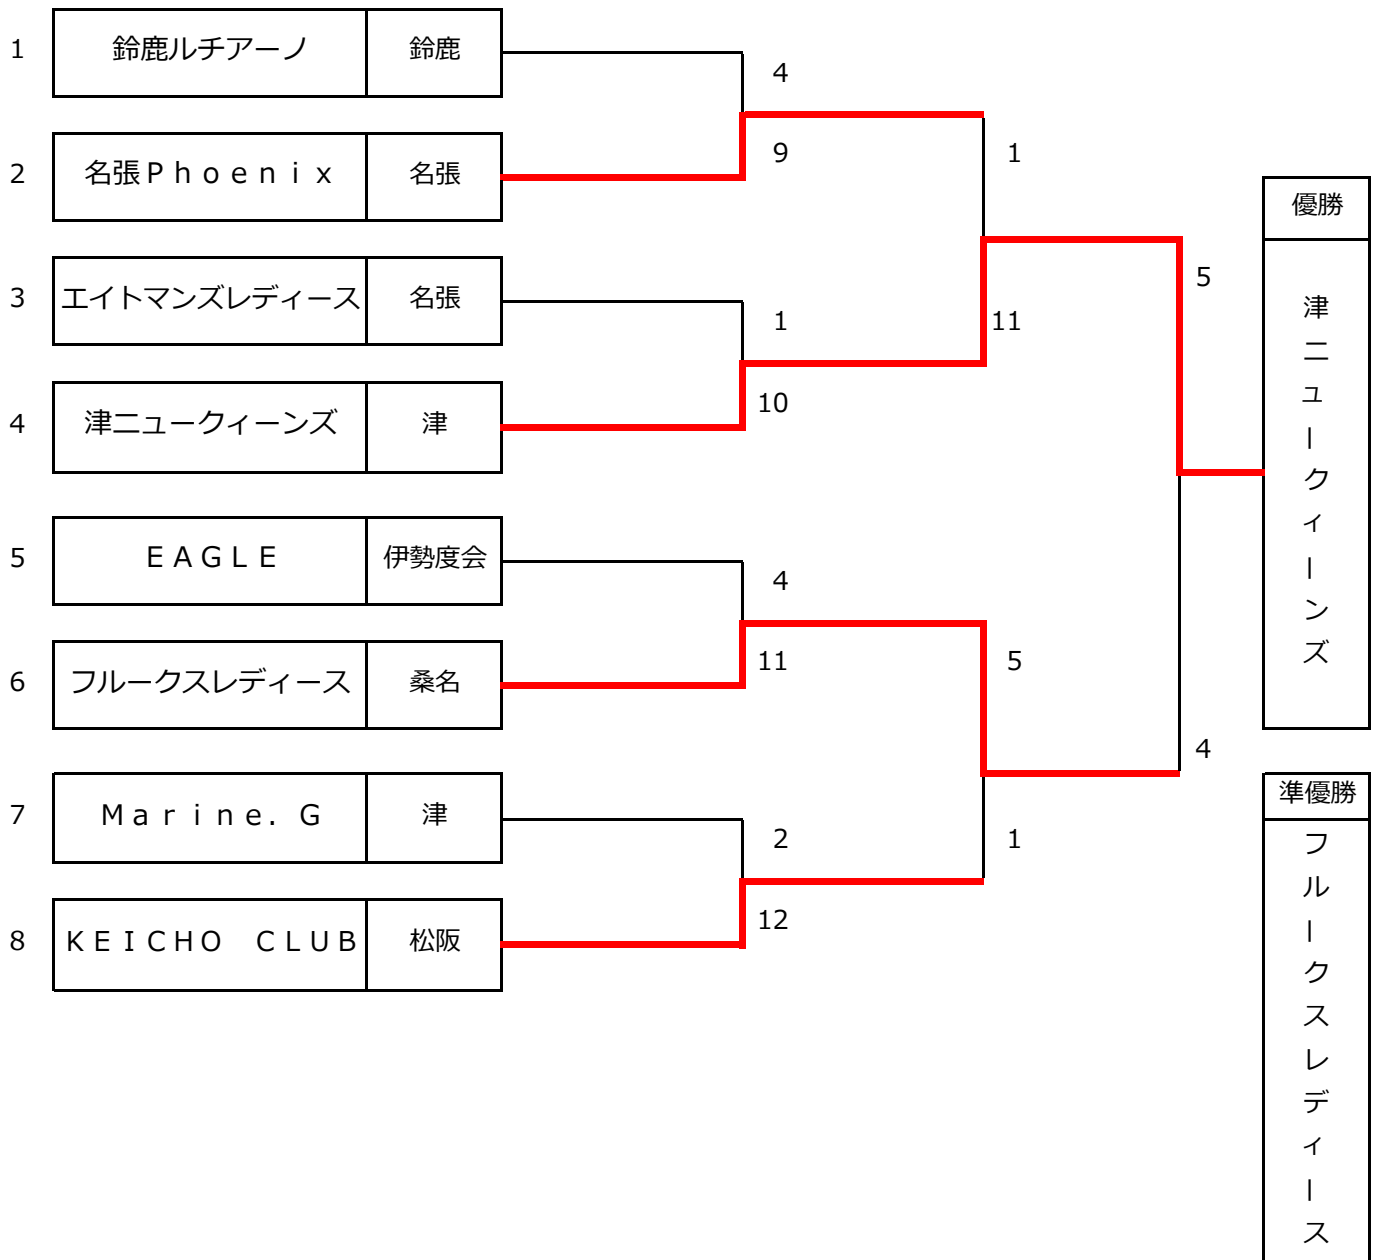 1 鈴鹿ルチアーノ 鈴鹿
4
9
2 名張Ｐｈｏｅｎｉｘ 名張
1
3 エイトマンズレディース 名張
1
10
4 津ニュークィーンズ 津
11
5
5 ＥＡＧＬＥ 伊勢度会
4
11
6 フルークスレディース 桑名
5
7 Ｍａｒｉｎｅ．Ｇ 津
2
12
8 ＫＥＩＣＨＯ　ＣＬＵＢ 松阪
1
4
優勝
津ニュークィーンズ
準優勝
フルークスレディース